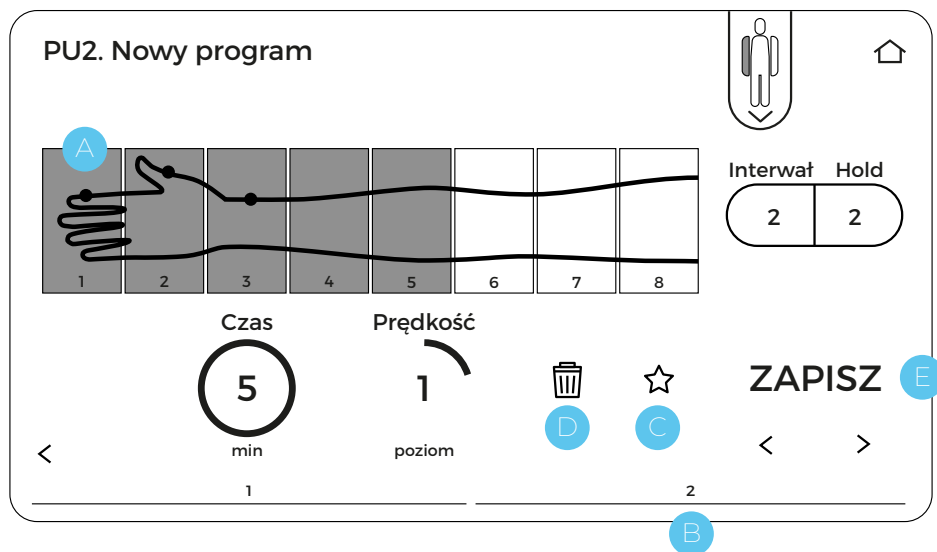 PU2. Nowy program
A
1 2 3 4 5 6 7 8
Interwał Hold
2 2
Czas
5
min
Prędkość
1
poziom
D
C
ZAPISZ E
1 2
B